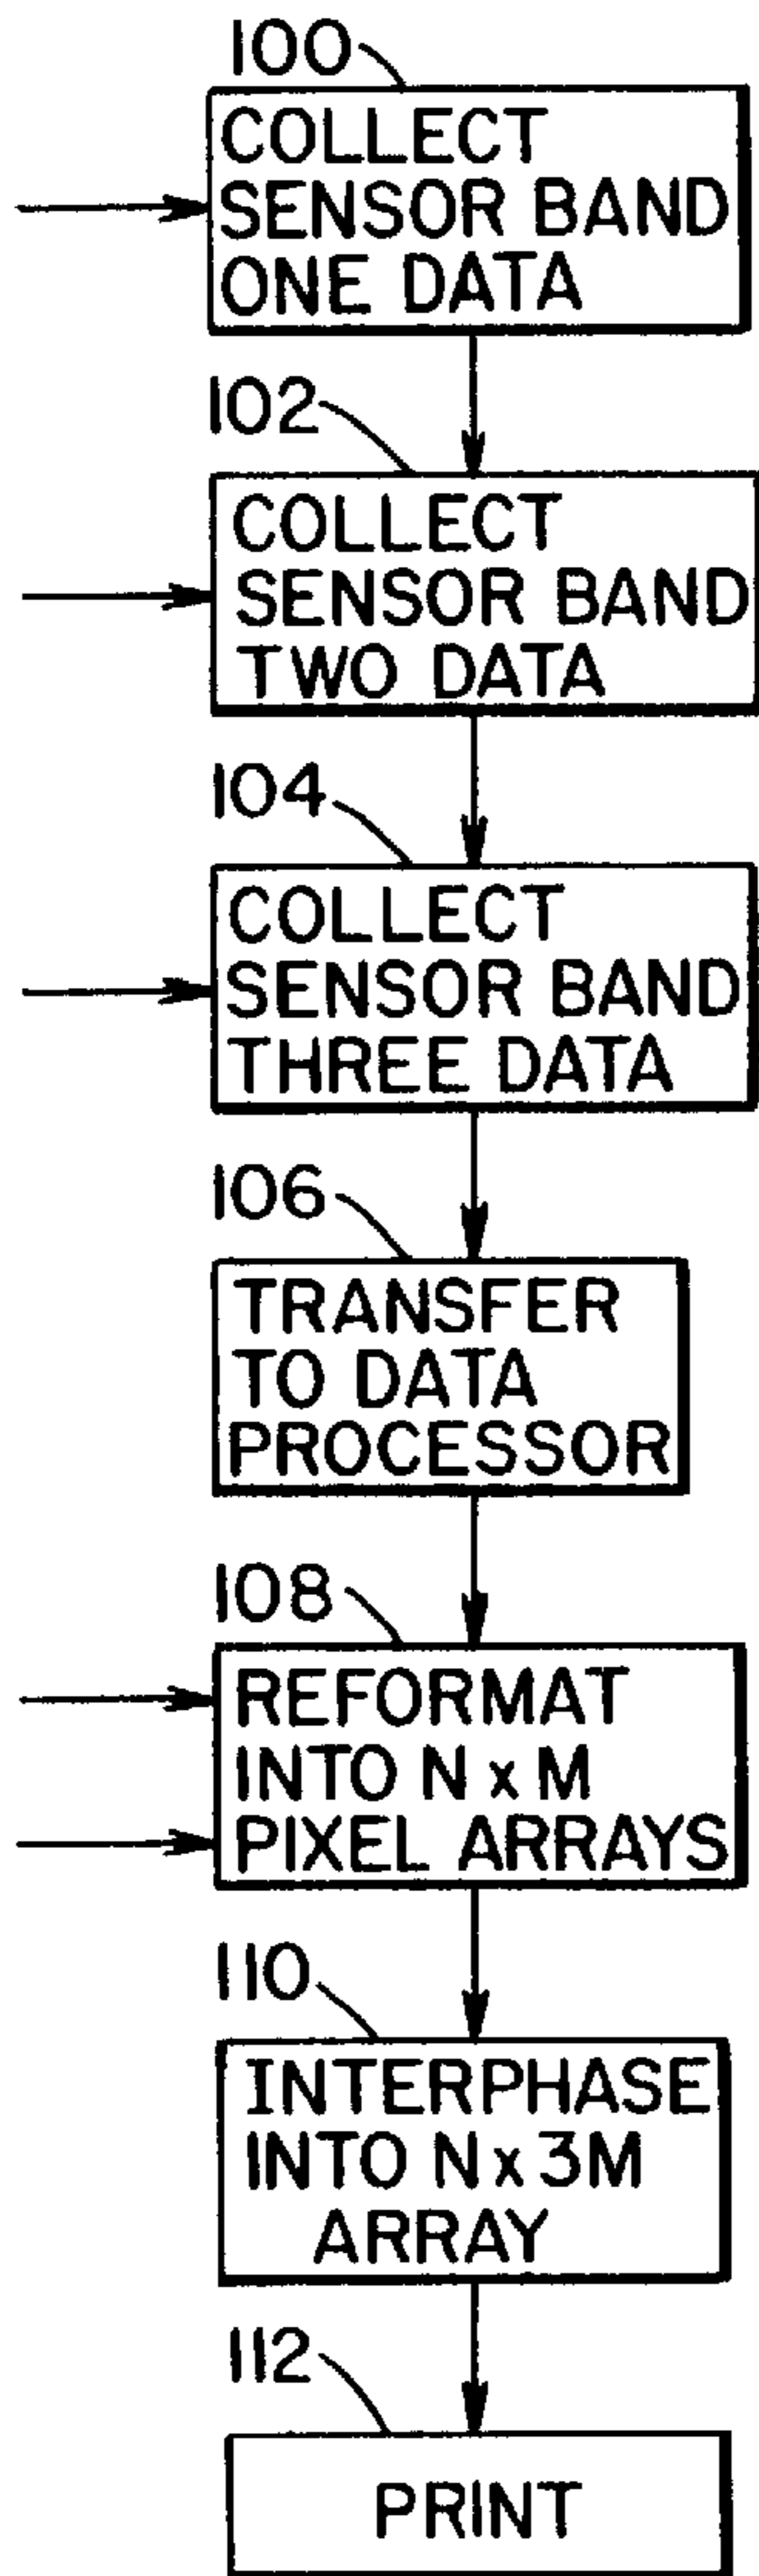 100
COLLECT
SENSOR BAND
ONE DATA
102
COLLECT
SENSOR BAND
TWO DATA
104
COLLECT
SENSOR BAND
THREE DATA
106
TRANSFER
TO DATA
PROCESSOR
108
REFORMAT
INTO N x M
PIXEL ARRAYS
110
INTERPHASE
INTO N x 3M
ARRAY
112
PRINT